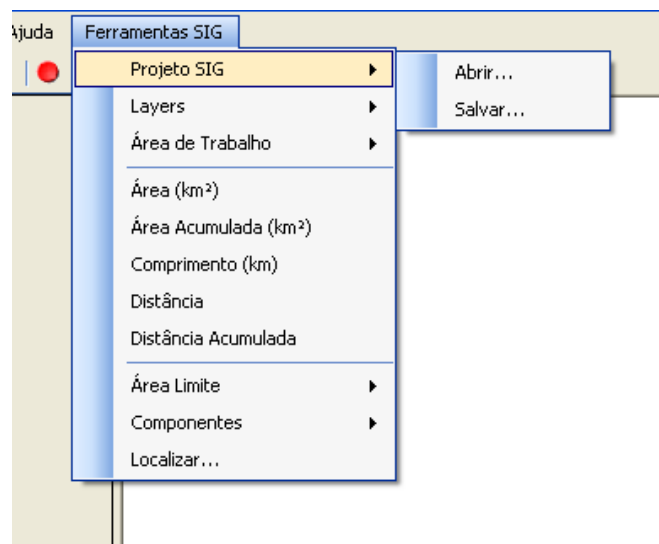 Ajuda Ferramentas SIG
Projeto SIG Abrir...
Layers Salvar...
Área de Trabalho
Área (km²)
Área Acumulada (km²)
Comprimento (km)
Distância
Distância Acumulada
Área Limite
Componentes
Localizar...